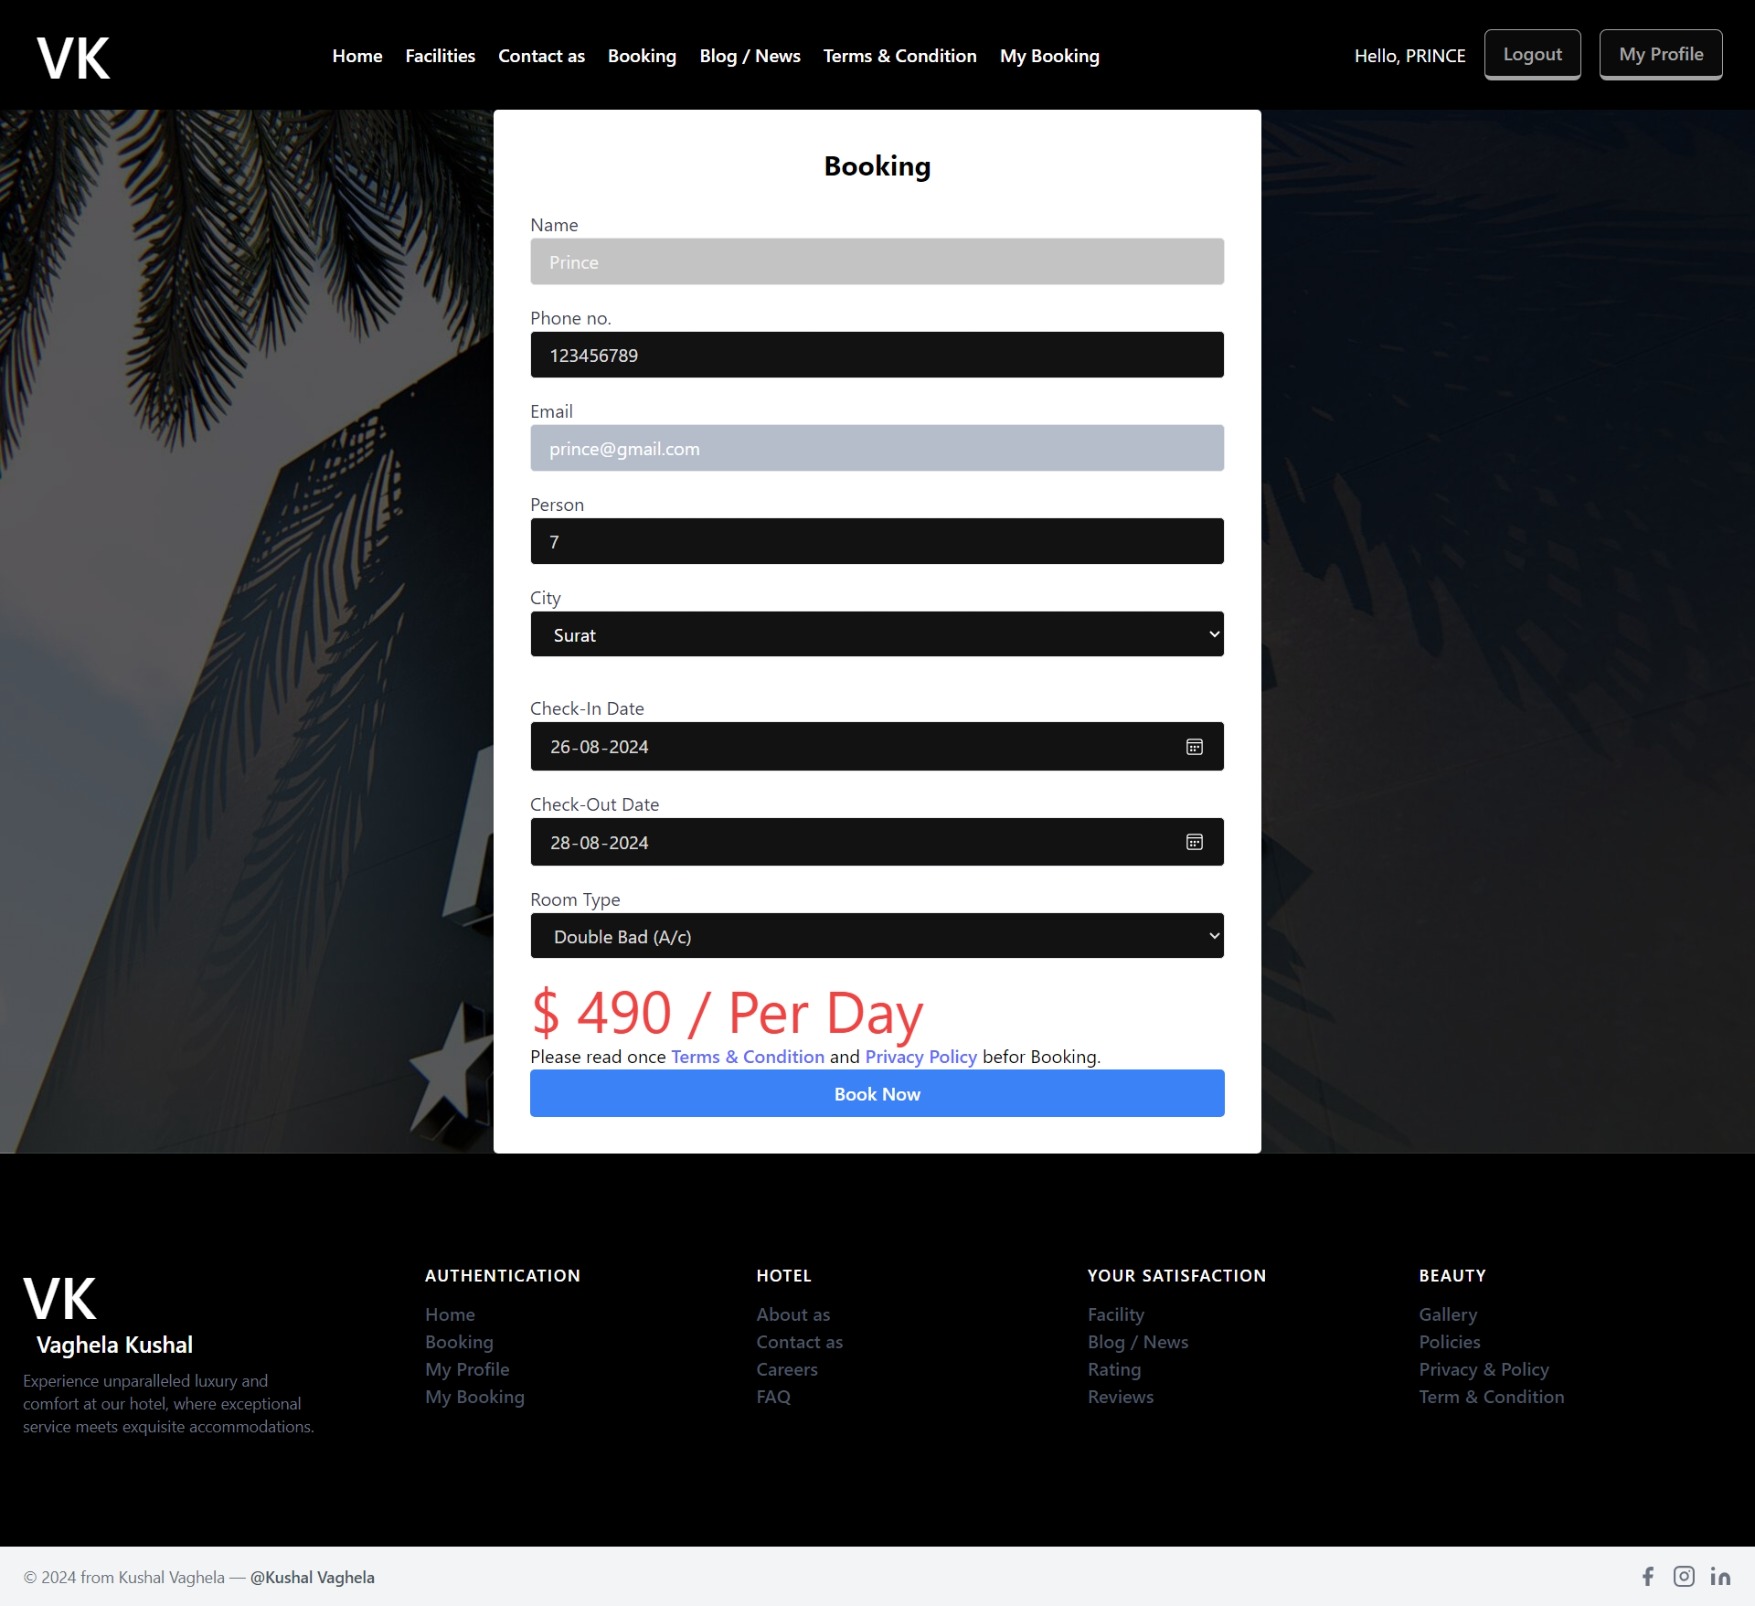 VK
Home Facilities Contact as Booking Blog / News Terms & Condition My Booking
Hello, PRINCE Logout My Profile
Booking
Name
Prince
Phone no.
123456789
Email
prince@gmail.com
Person
7
City
Surat
Check-In Date
26-08-2024
Check-Out Date
28-08-2024
Room Type
Double Bad (A/c)
$ 490 / Per Day
Please read once Terms & Condition and Privacy Policy befor Booking.
Book Now
VK
Vaghela Kushal
Experience unparalleled luxury and
comfort at our hotel, where exceptional
service meets exquisite accommodations.
AUTHENTICATION
Home
Booking
My Profile
My Booking
HOTEL
About as
Contact as
Careers
FAQ
YOUR SATISFACTION
Facility
Blog / News
Rating
Reviews
BEAUTY
Gallery
Policies
Privacy & Policy
Term & Condition
© 2024 from Kushal Vaghela — @Kushal Vaghela